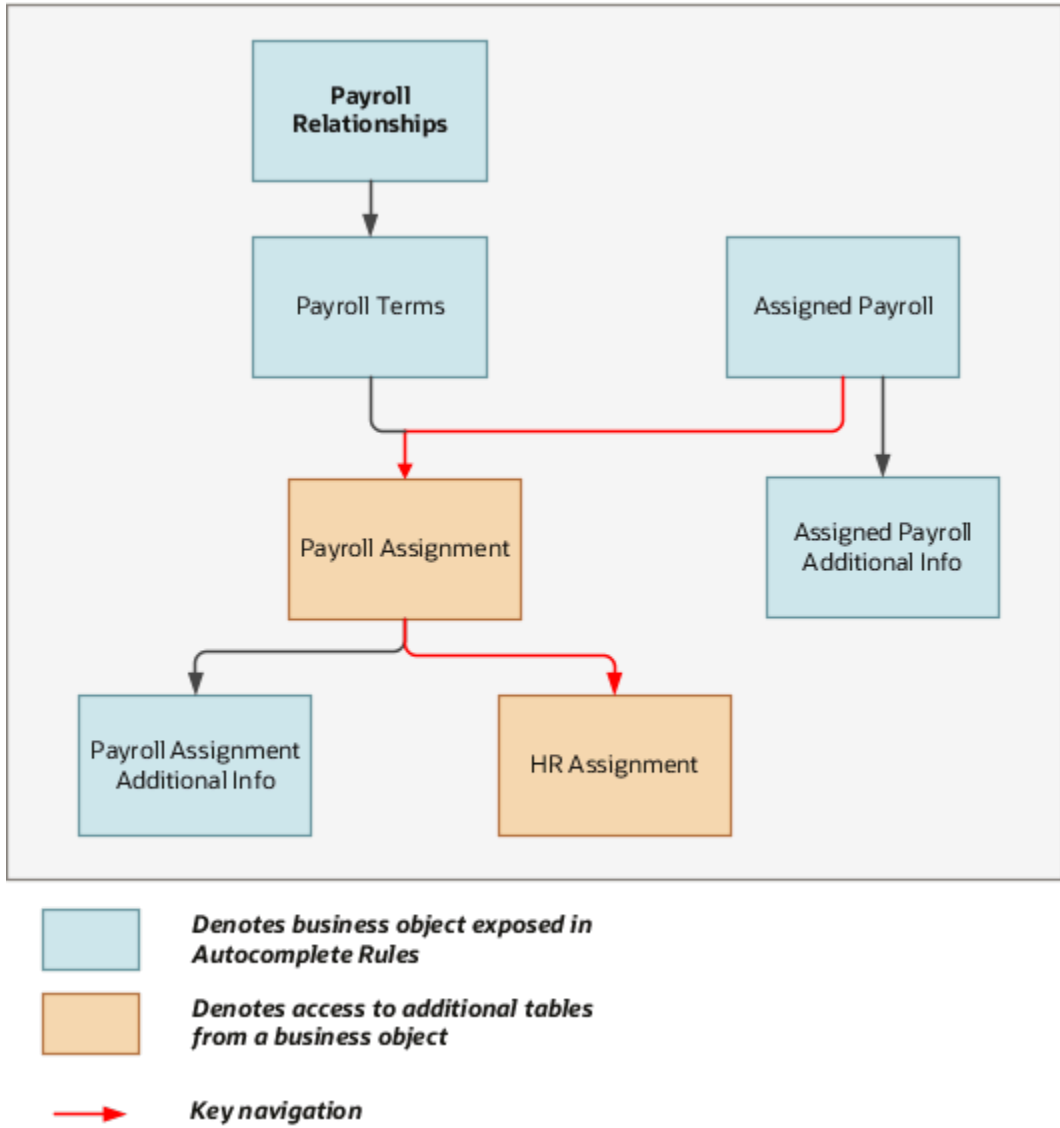 Payroll
Relationships
Payroll Terms
Assigned Payroll
Payroll Assignment
Assigned Payroll
Additional Info
Payroll Assignment
Additional Info
HR Assignment
Denotes business object exposed in
Autocomplete Rules
Denotes access to additional tables
from a business object
Key navigation